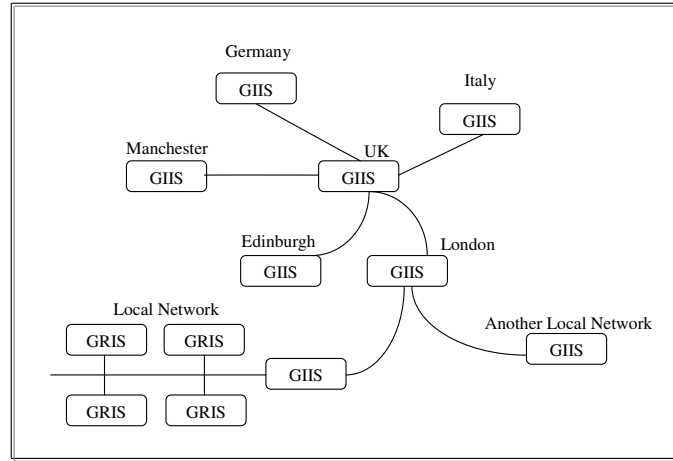 Germany
GIIS
Italy
GIIS
Manchester
GIIS
UK
GIIS
Edinburgh
GIIS
London
GIIS
Local Network
GRIS
GRIS
Another Local Network
GIIS
GIIS
GRIS
GRIS